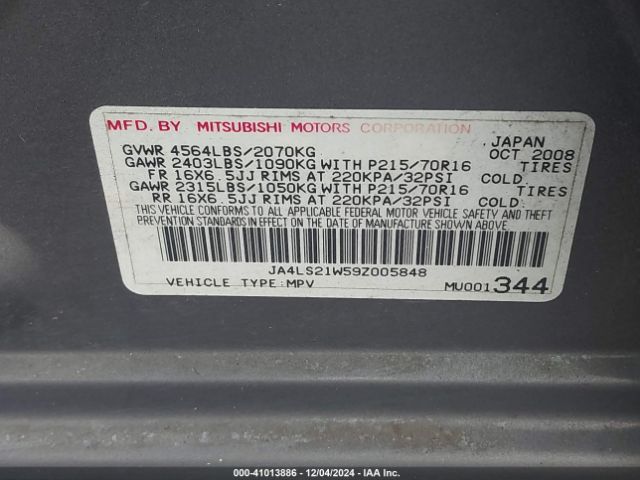 MFD. BY MITSUBISHI MOTORS CORPORATION
JAPAN
GVWR 4564LBS/2070KG OCT 2008
GAWR 2403LBS/1090KG WITH P215/70R16 TIRES
FR 16X6.5JJ RIMS AT 220KPA/32PSI COLD
GAWR 2315LBS/1050KG WITH P215/70R16 TIRES
RR 16X6.5JJ RIMS AT 220KPA/32PSI COLD
THIS VEHICLE CONFORMS TO ALL APPLICABLE FEDERAL MOTOR VEHICLE SAFETY AND THEFT
PREVENTION STANDARDS IN EFFECT ON THE DATE OF MANUFACTURE SHOWN ABOVE.
JA4LS21W59Z005848
VEHICLE TYPE:MPV MU001344
000-41013886 - 12/04/2024 - IAA Inc.